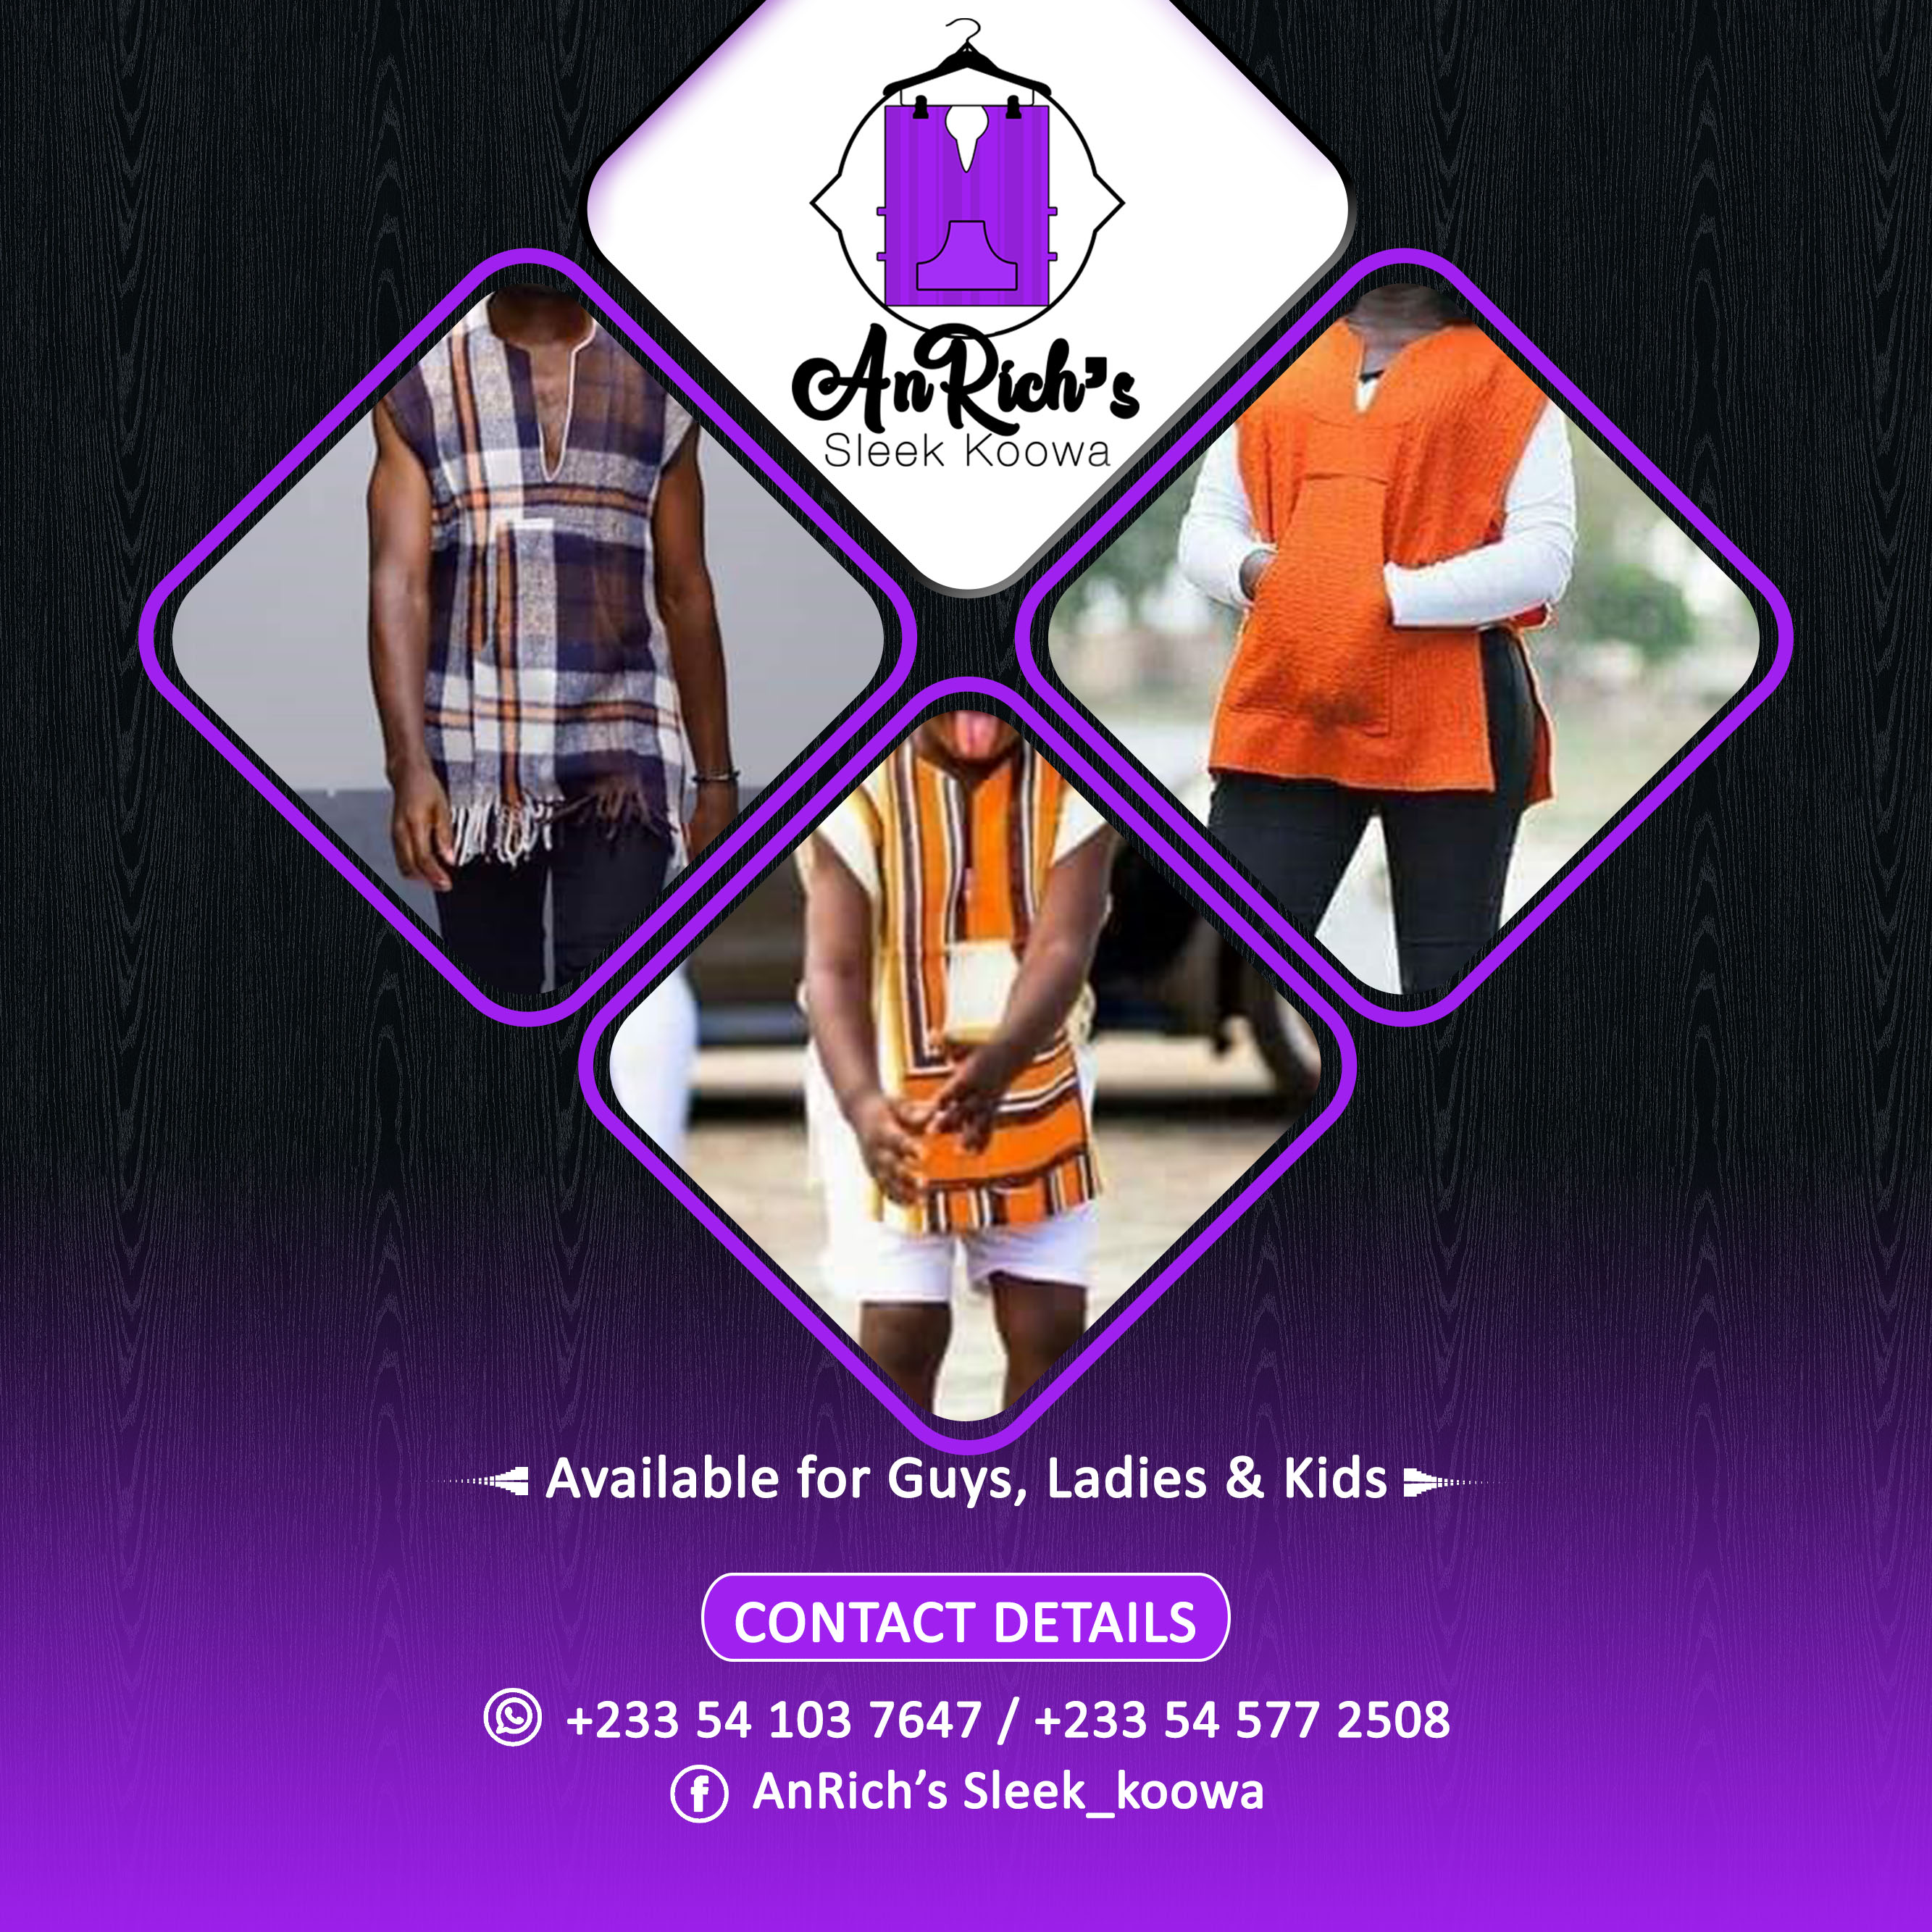 AnRich's
Sleek Koowa
Available for Guys, Ladies & Kids
CONTACT DETAILS
+233 54 103 7647 / +233 54 577 2508
AnRich’s Sleek_koowa